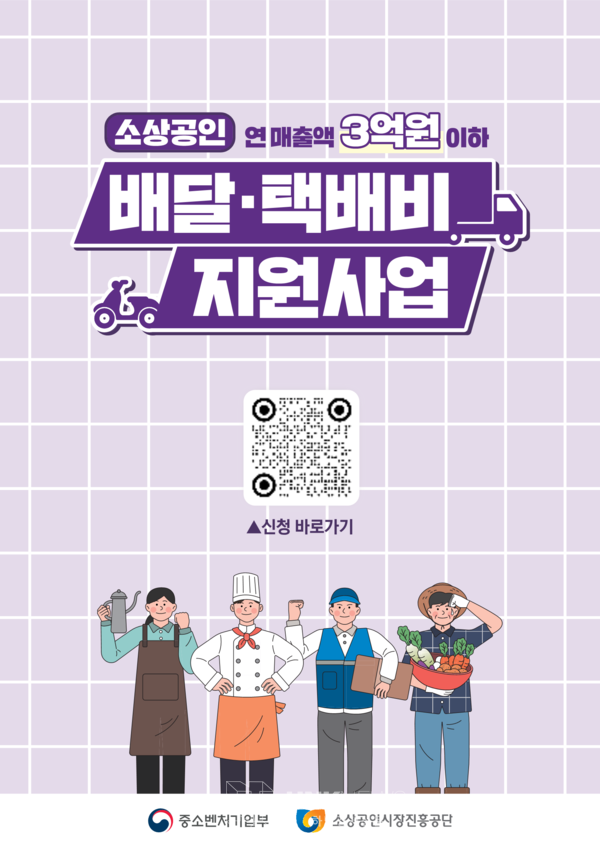 소상공인 연 매출액 3억원 이하
배달·택배비
지원사업
▲신청 바로가기
중소벤처기업부 소상공인시장진흥공단